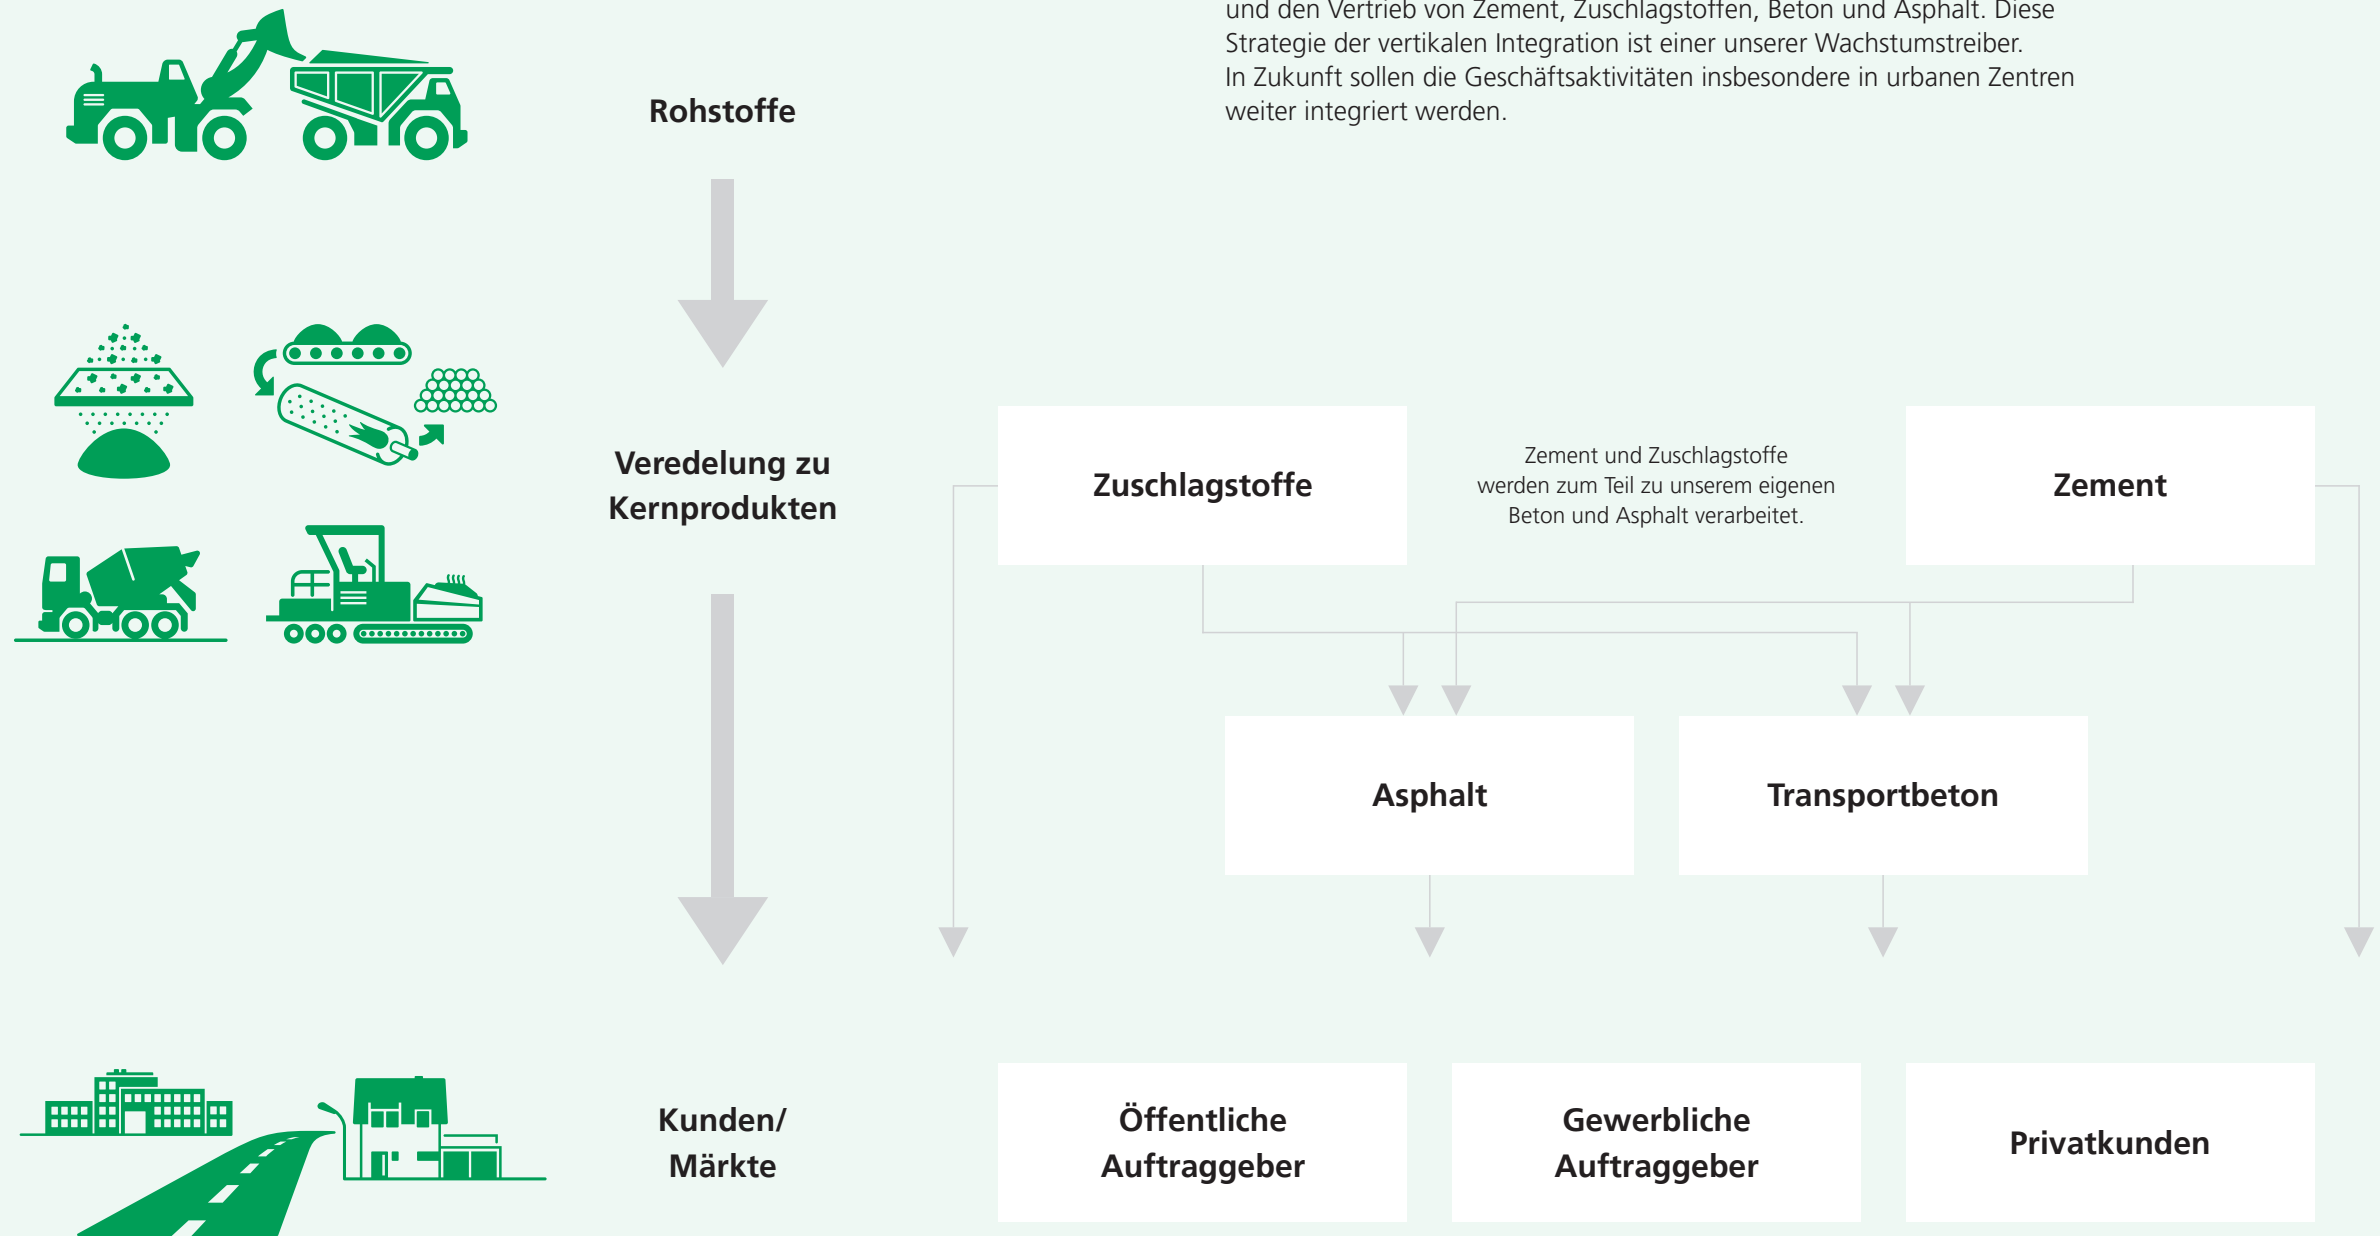 und den Vertrieb von Zement, Zuschlagstoffen, Beton und Asphalt. Diese
Strategie der vertikalen Integration ist einer unserer Wachstumstreiber.
In Zukunft sollen die Geschäftsaktivitäten insbesondere in urbanen Zentren
weiter integriert werden.
Rohstoffe
Veredelung zu
Kernprodukten
Zuschlagstoffe
Zement und Zuschlagstoffe
werden zum Teil zu unserem eigenen
Beton und Asphalt verarbeitet.
Zement
Asphalt
Transportbeton
Kunden/
Märkte
Öffentliche
Auftraggeber
Gewerbliche
Auftraggeber
Privatkunden